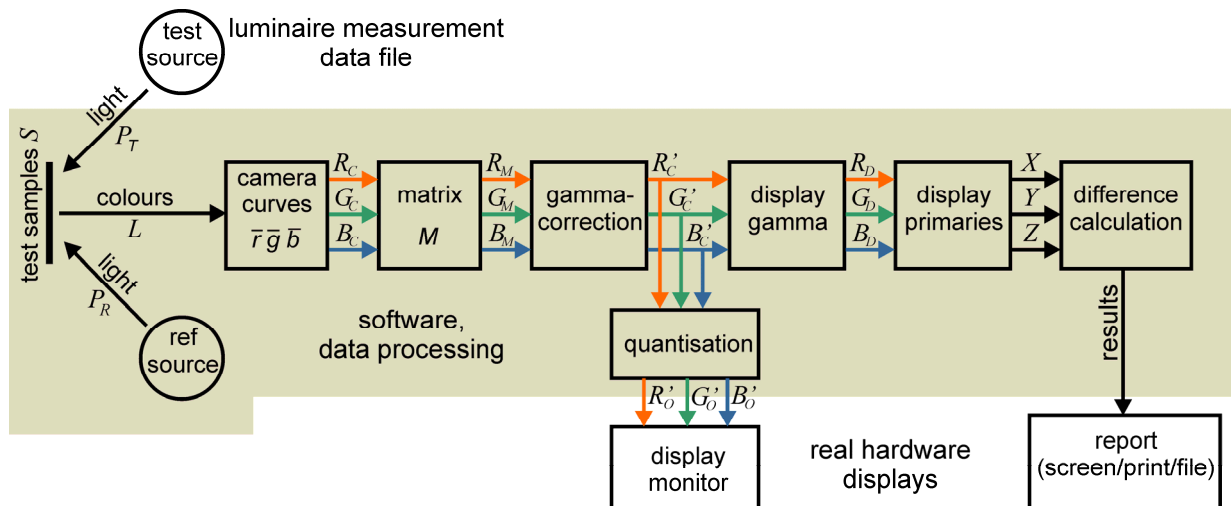 test
source
luminaire measurement
data file
light
P_T
test samples S
colours
L
light
P_R
ref
source
camera
curves
r̅ g̅ b̅
R_C
G_C
B_C
matrix
M
R_M
G_M
B_M
gamma-
correction
R_C’
G_C’
B_C’
display
gamma
R_D
G_D
B_D
display
primaries
X
Y
Z
difference
calculation
software,
data processing
quantisation
R_O’
G_O’
B_O’
display
monitor
real hardware
displays
results
report
(screen/print/file)